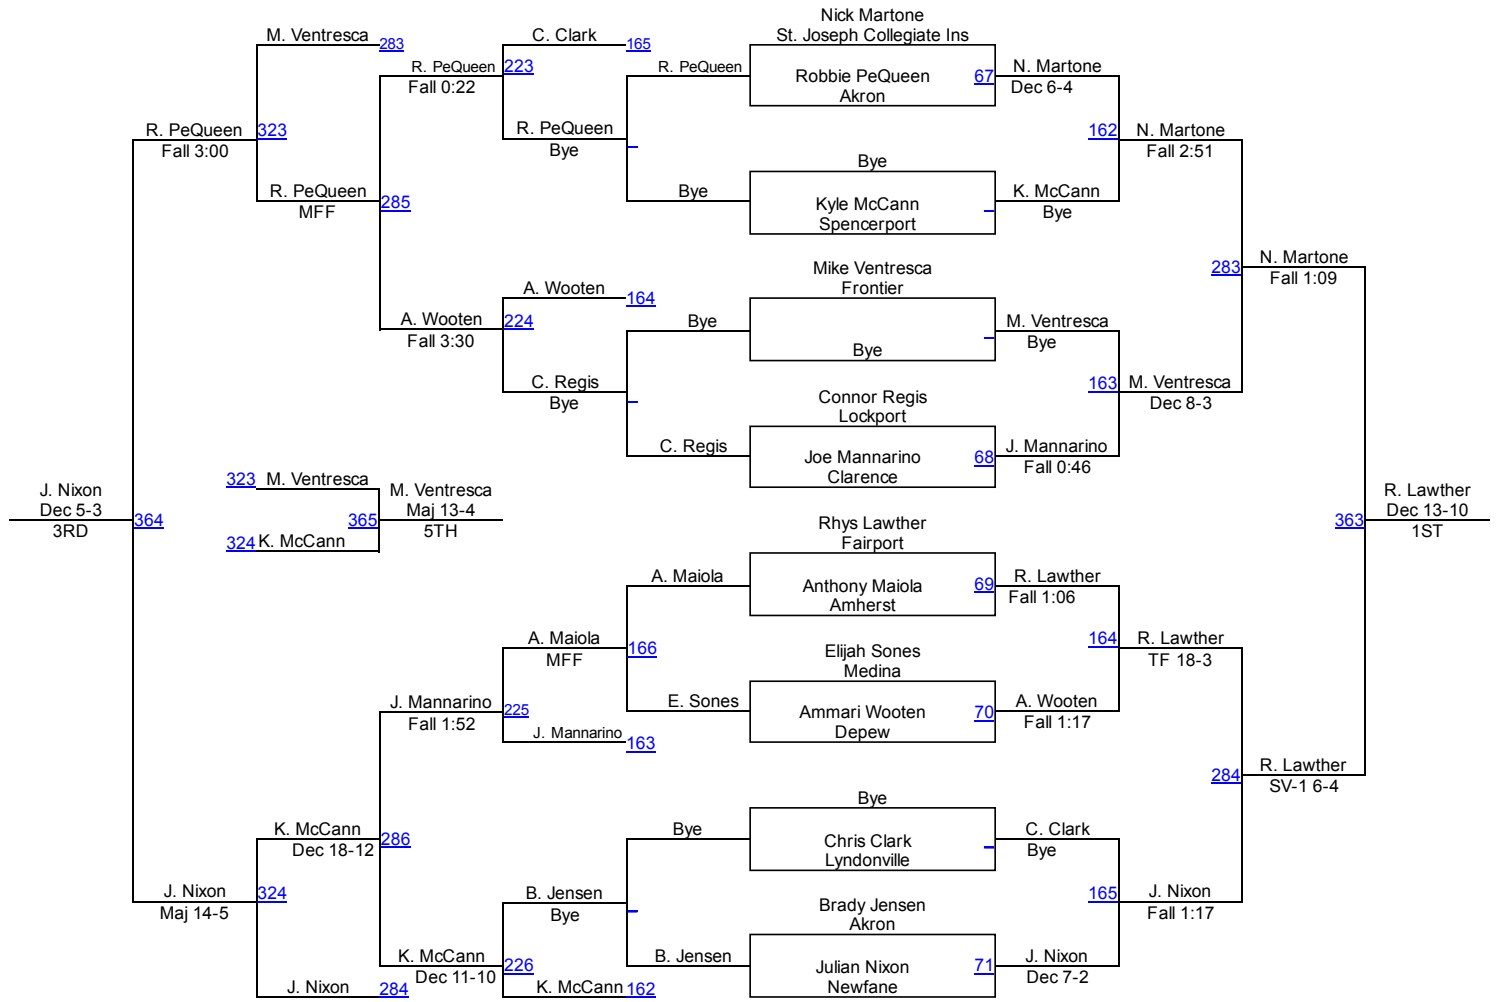 Nick Martone
St. Joseph Collegiate Ins
M. Ventresca 283
C. Clark 165
R. PeQueen 223
Fall 0:22
R. PeQueen
Robbie PeQueen 67
Akron
N. Martone
Dec 6-4
R. PeQueen 323
Fall 3:00
R. PeQueen
Bye
162 N. Martone
Fall 2:51
Bye
R. PeQueen 285
MFF
Bye
Kyle McCann
Spencerport
K. McCann
Bye
Mike Ventresca
Frontier
283 N. Martone
Fall 1:09
A. Wooten 164
A. Wooten 224
Fall 3:30
Bye
Bye
M. Ventresca
Bye
C. Regis
Bye
163 M. Ventresca
Dec 8-3
Connor Regis
Lockport
C. Regis
Joe Mannarino 68
Clarence
J. Mannarino
Fall 0:46
323 M. Ventresca
J. Nixon
Dec 5-3
3RD
364
M. Ventresca
Maj 13-4
5TH
365
324 K. McCann
R. Lawther
Dec 13-10
1ST
363
Rhys Lawther
Fairport
A. Maiola
Anthony Maiola 69
Amherst
R. Lawther
Fall 1:06
A. Maiola 166
MFF
164 R. Lawther
TF 18-3
Elijah Sones
Medina
J. Mannarino 225
Fall 1:52
E. Sones
Ammari Wooten 70
Depew
A. Wooten
Fall 1:17
J. Mannarino 163
284 R. Lawther
SV-1 6-4
Bye
K. McCann 286
Dec 18-12
Bye
Chris Clark
Lyndonville
C. Clark
Bye
J. Nixon 324
Maj 14-5
B. Jensen
Bye
165 J. Nixon
Fall 1:17
Brady Jensen
Akron
K. McCann 226
Dec 11-10
B. Jensen
Julian Nixon 71
Newfane
J. Nixon
Dec 7-2
J. Nixon 284
K. McCann 162